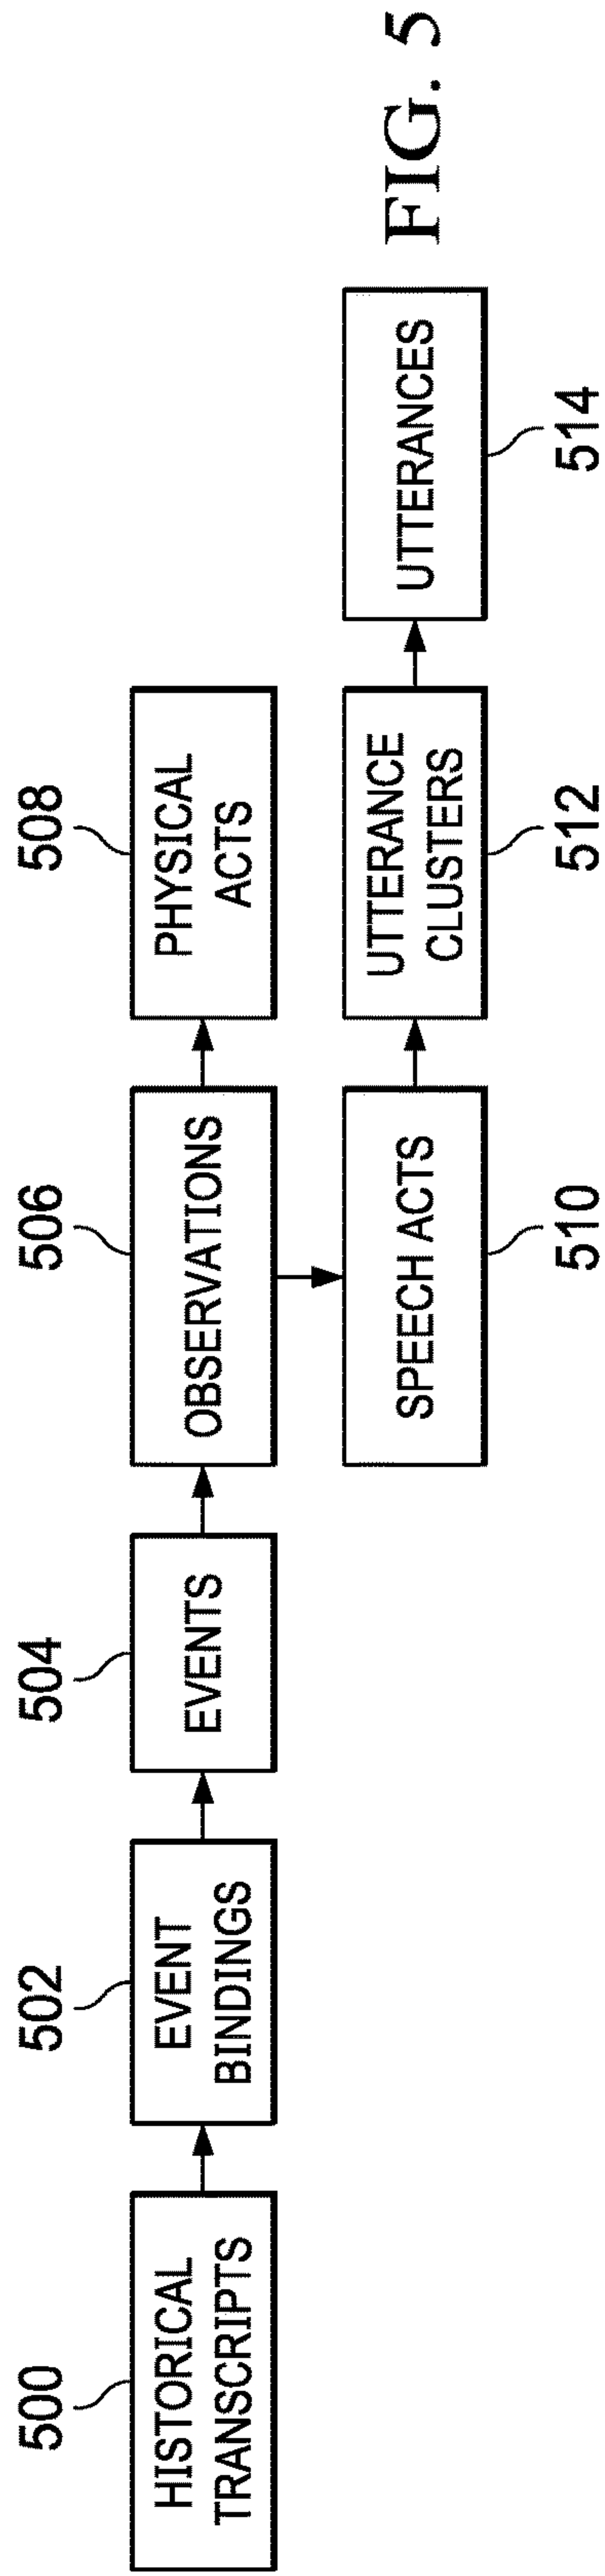 500
HISTORICAL
TRANSCRIPTS
502
EVENT
BINDINGS
504
EVENTS
506
OBSERVATIONS
508
PHYSICAL
ACTS
510
SPEECH ACTS
512
UTTERANCE
CLUSTERS
514
UTTERANCES
FIG. 5